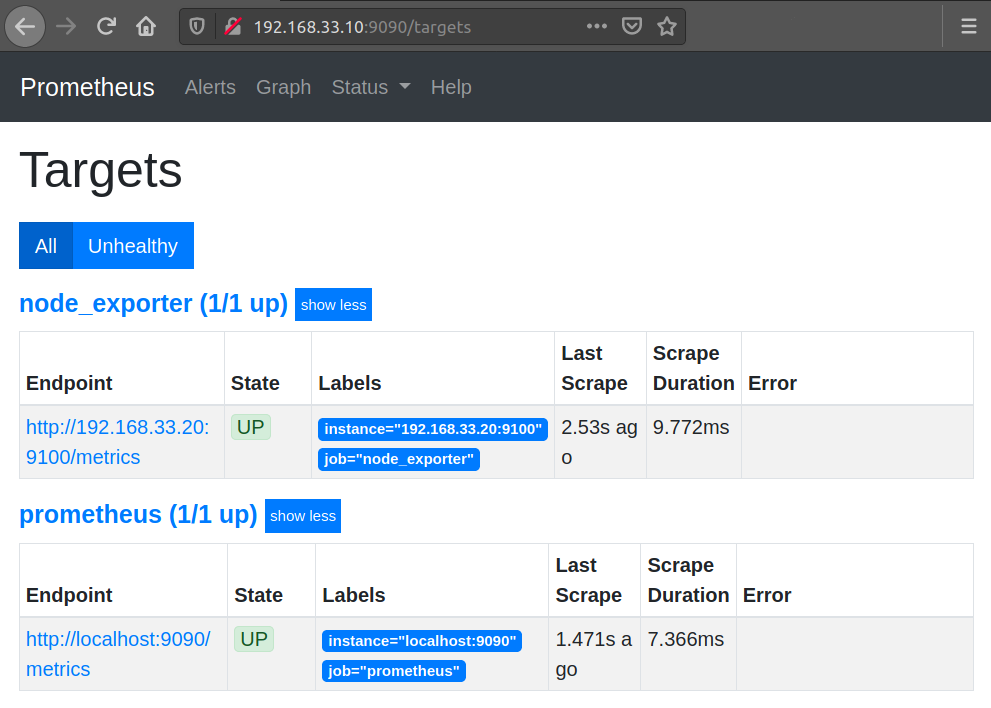 192.168.33.10:9090/targets
Prometheus Alerts Graph Status Help
Targets
All Unhealthy
node_exporter (1/1 up) show less
Last Scrape
Endpoint State Labels Scrape Duration Error
http://192.168.33.20: UP instance="192.168.33.20:9100" 2.53s ag 9.772ms
9100/metrics job="node_exporter" o
prometheus (1/1 up) show less
Last Scrape
Endpoint State Labels Scrape Duration Error
http://localhost:9090/ UP instance="localhost:9090" 1.471s a 7.366ms
metrics job="prometheus" go